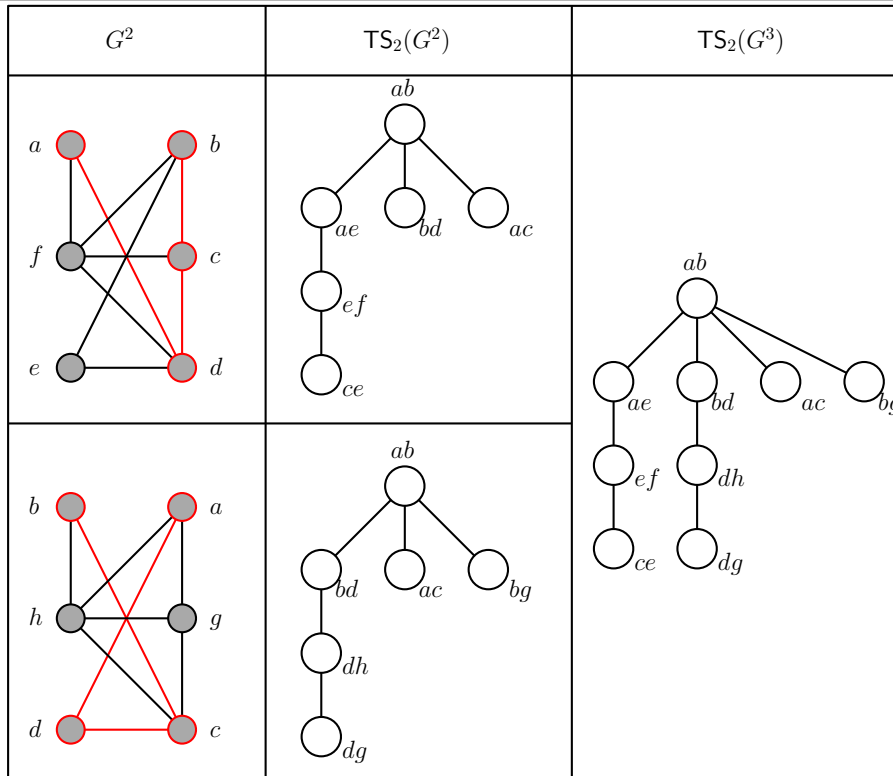 G² TS₂(G²) TS₂(G³)
ab
a b
ae bd ac
f c
ab
ef
e d
ce
ae bd ac
ab
b a
ef dh
bd ac bg
ce dg
h g
dh
d c
dg